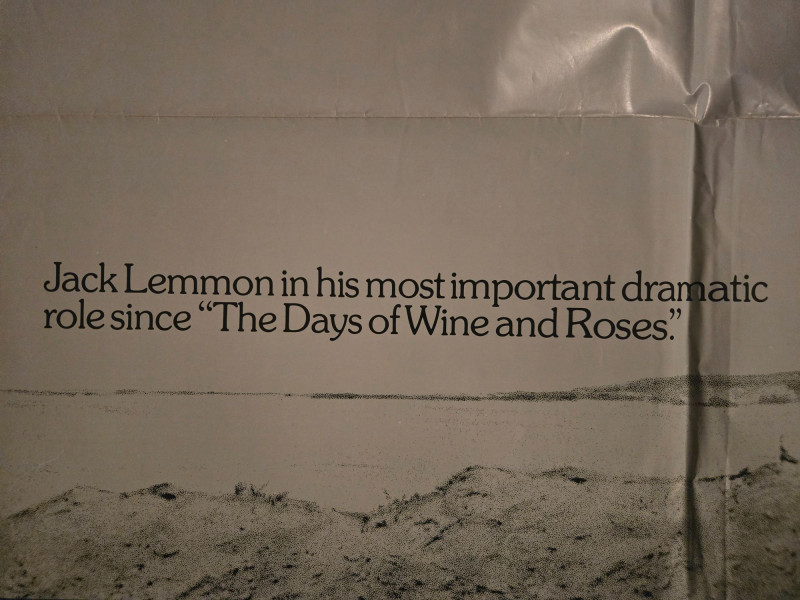 Jack Lemmon in his most important dramatic
role since “The Days of Wine and Roses.”